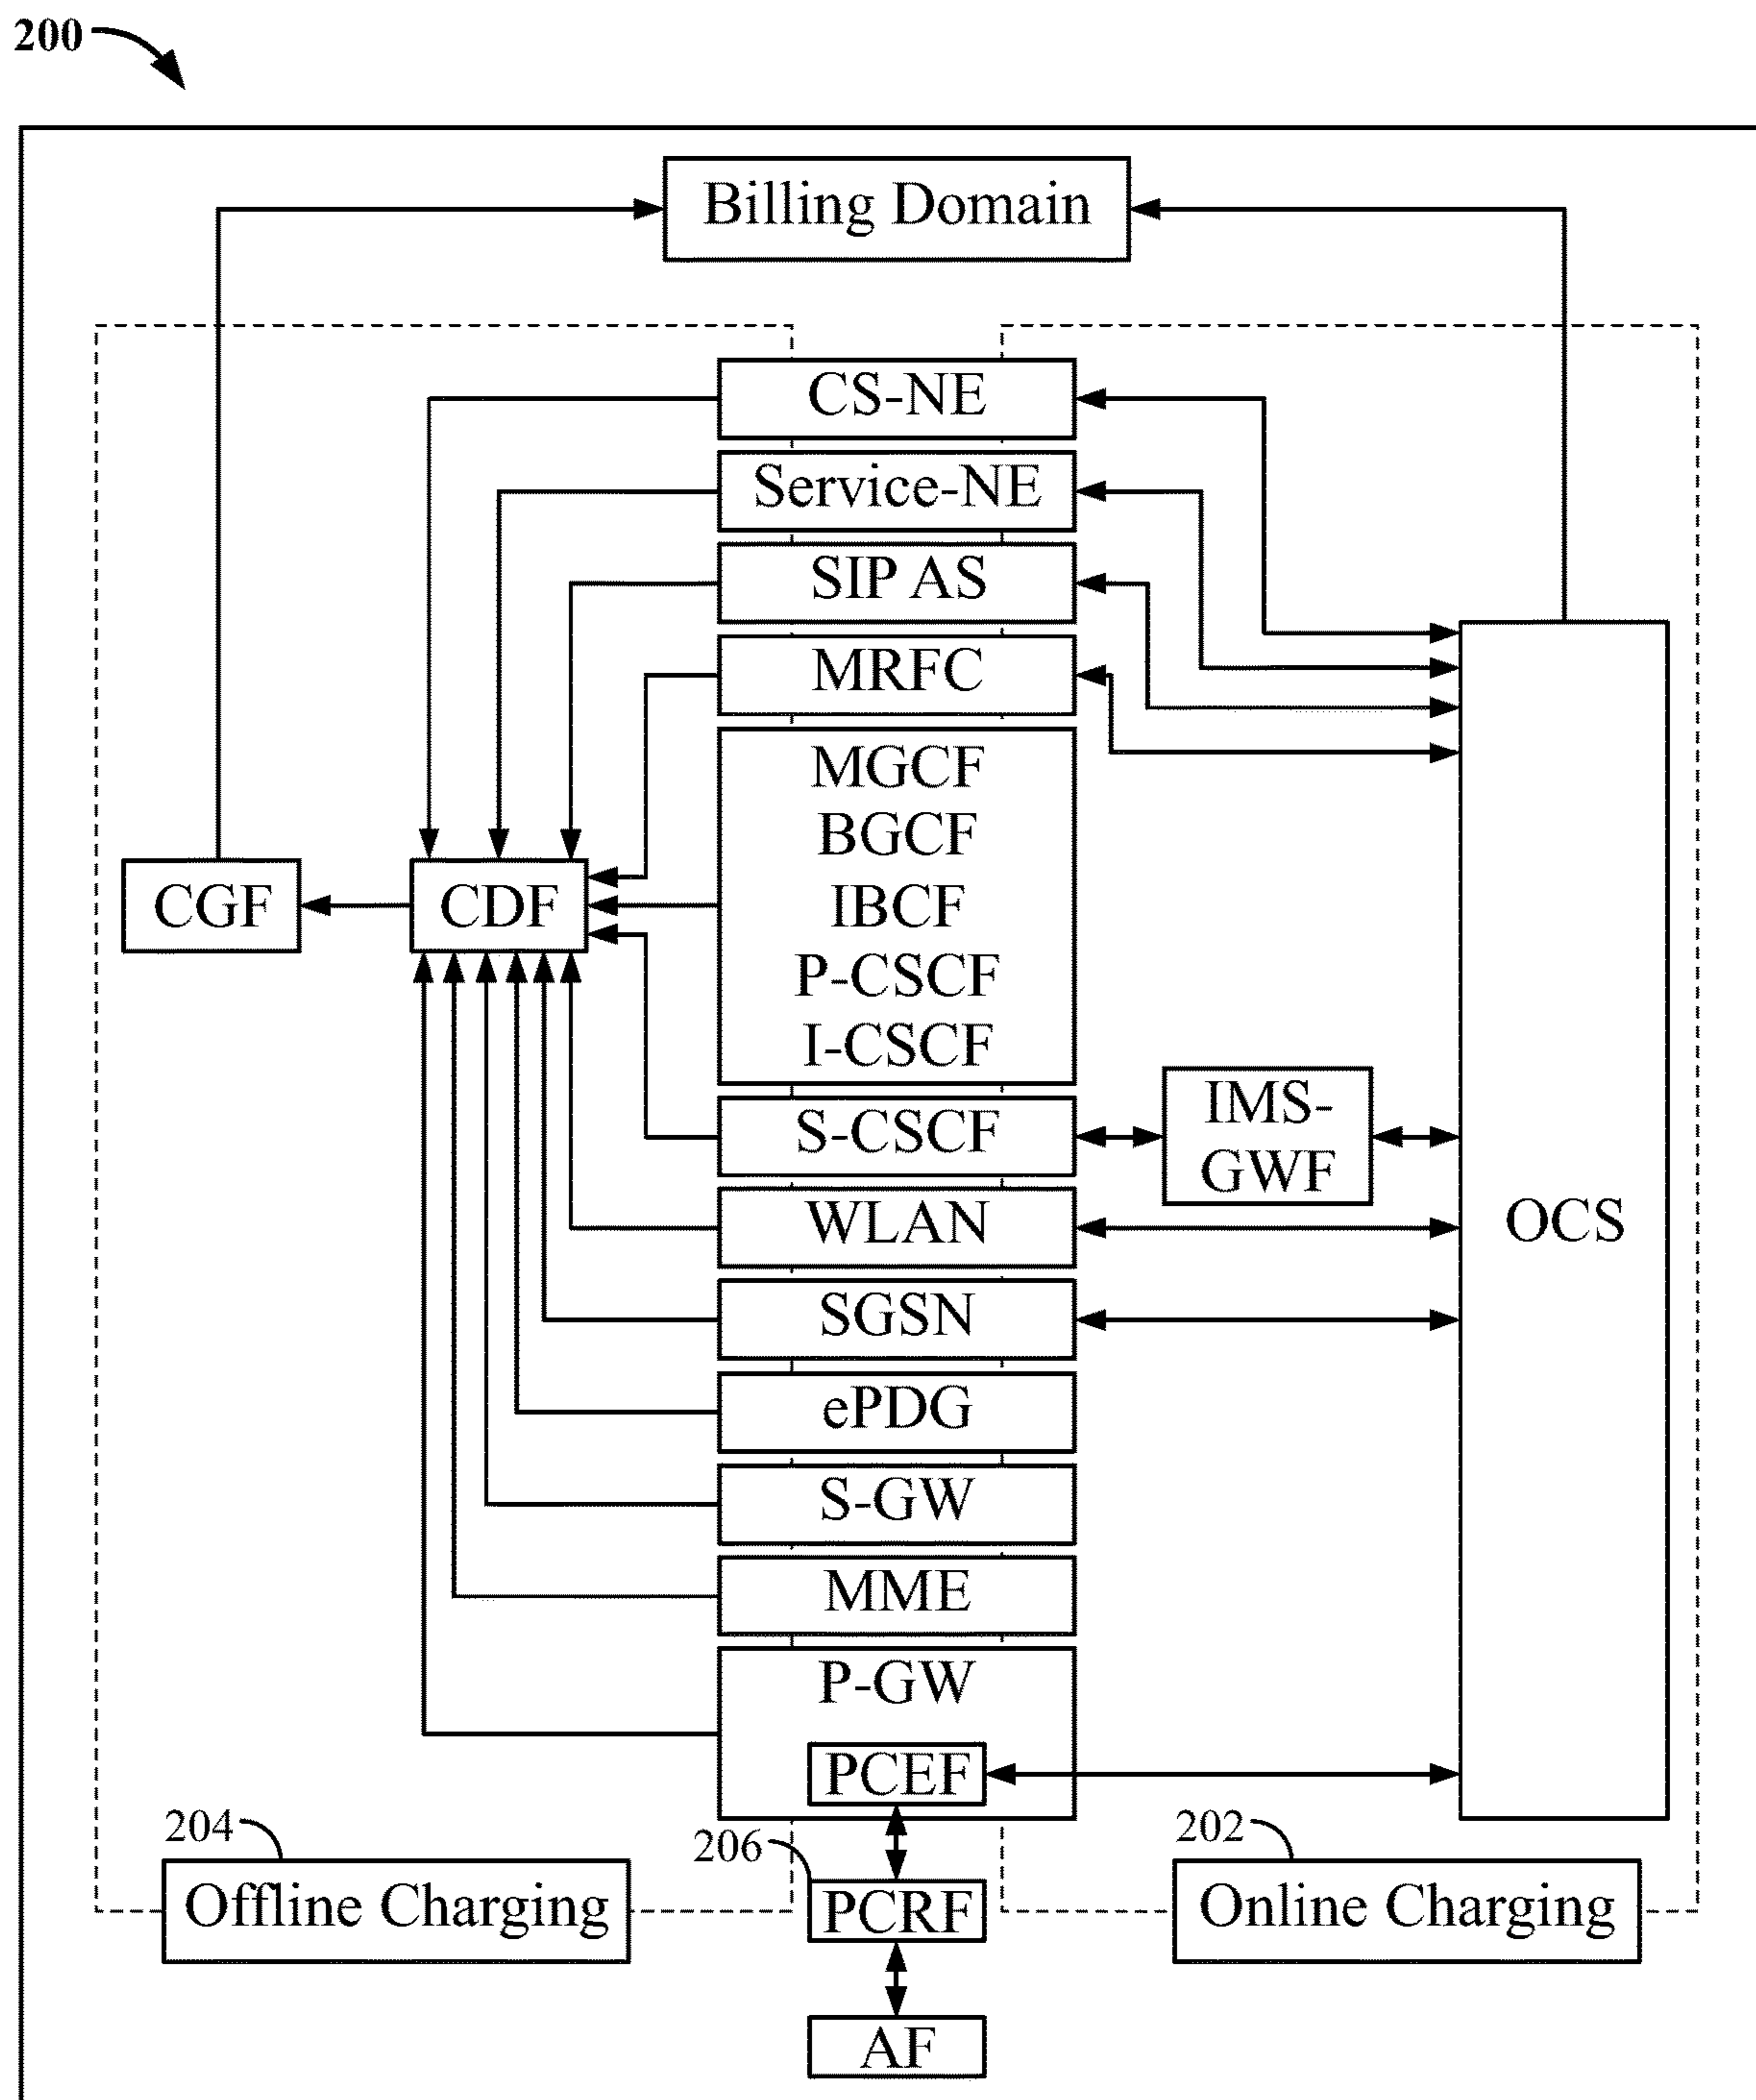 200
Billing Domain
CS-NE
Service-NE
SIP AS
MRFC
MGCF
BGCF
IBCF
P-CSCF
I-CSCF
CGF
CDF
S-CSCF
IMS-
GWF
WLAN
OCS
SGSN
ePDG
S-GW
MME
P-GW
PCEF
204
206
202
Offline Charging
PCRF
Online Charging
AF